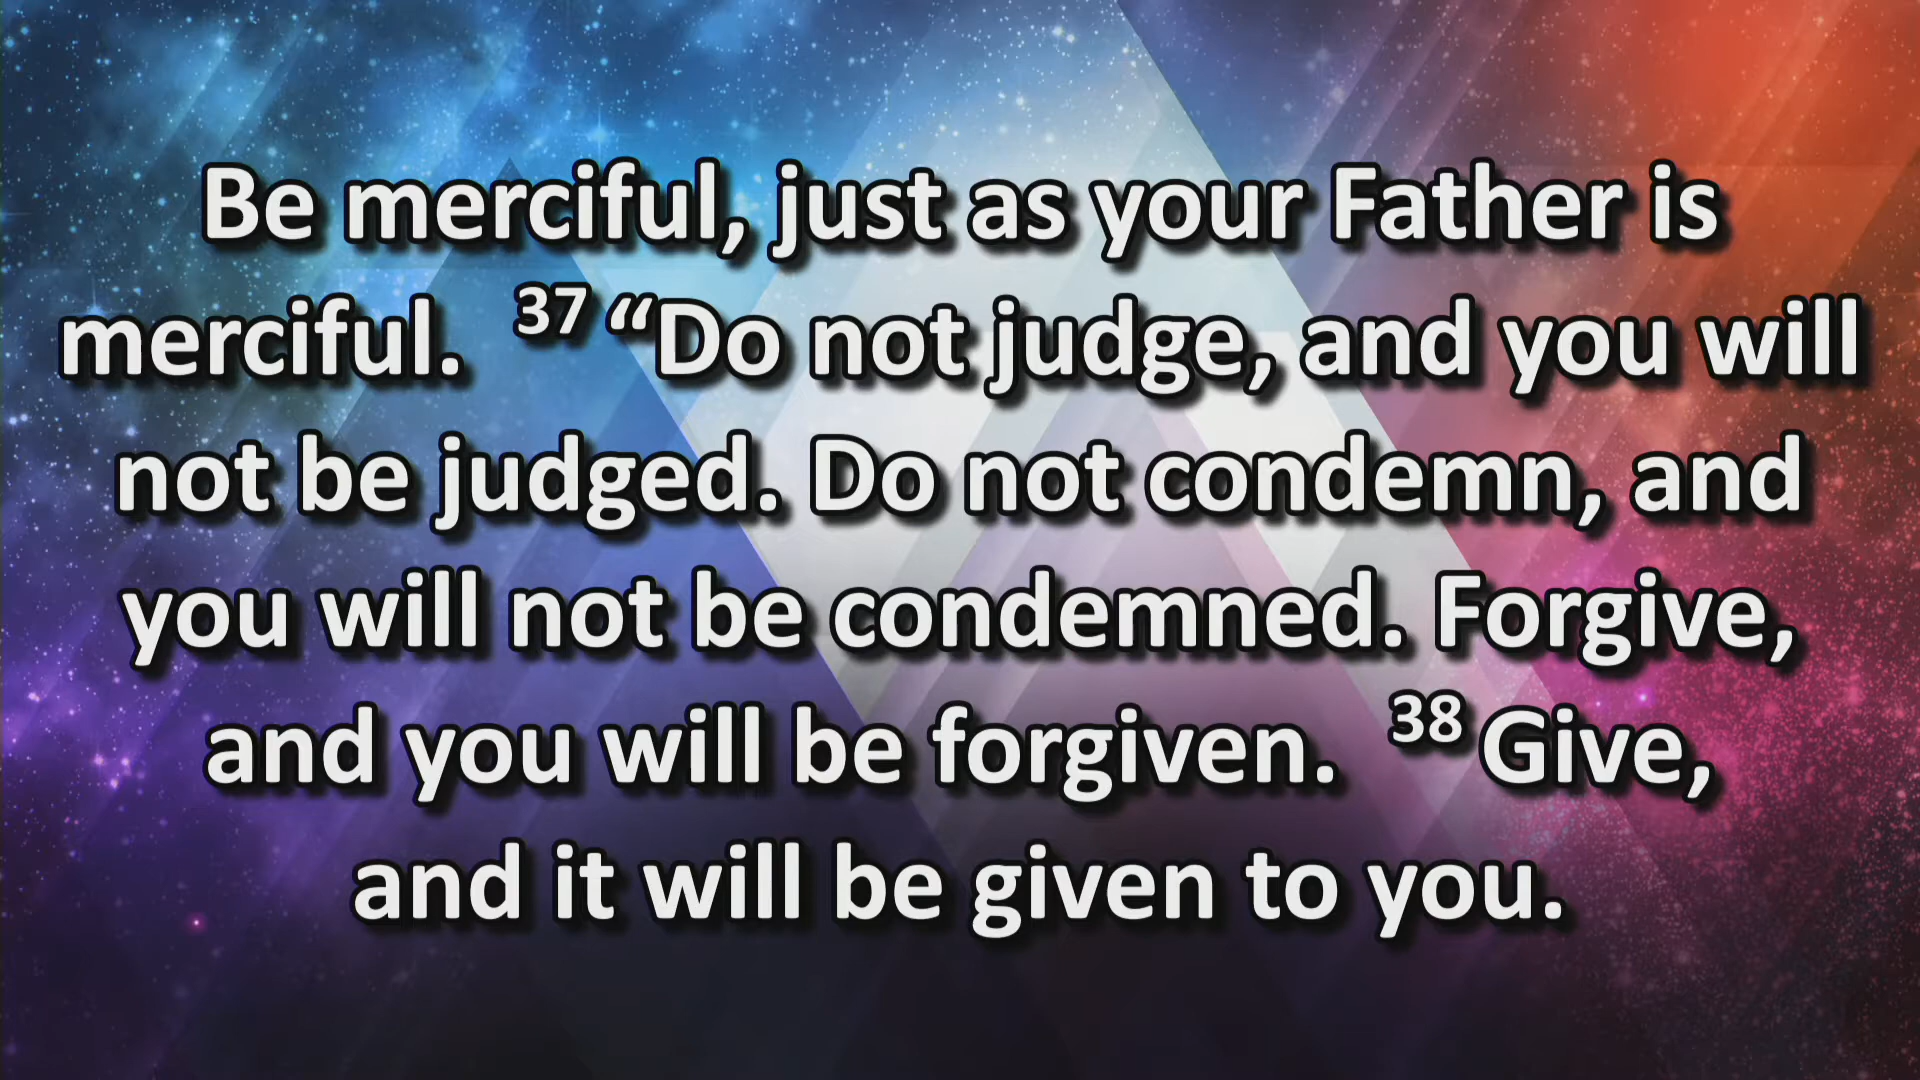 Be merciful, just as your Father is
merciful. 37 “Do not judge, and you will
not be judged. Do not condemn, and
you will not be condemned. Forgive,
and you will be forgiven. 38 Give,
and it will be given to you.